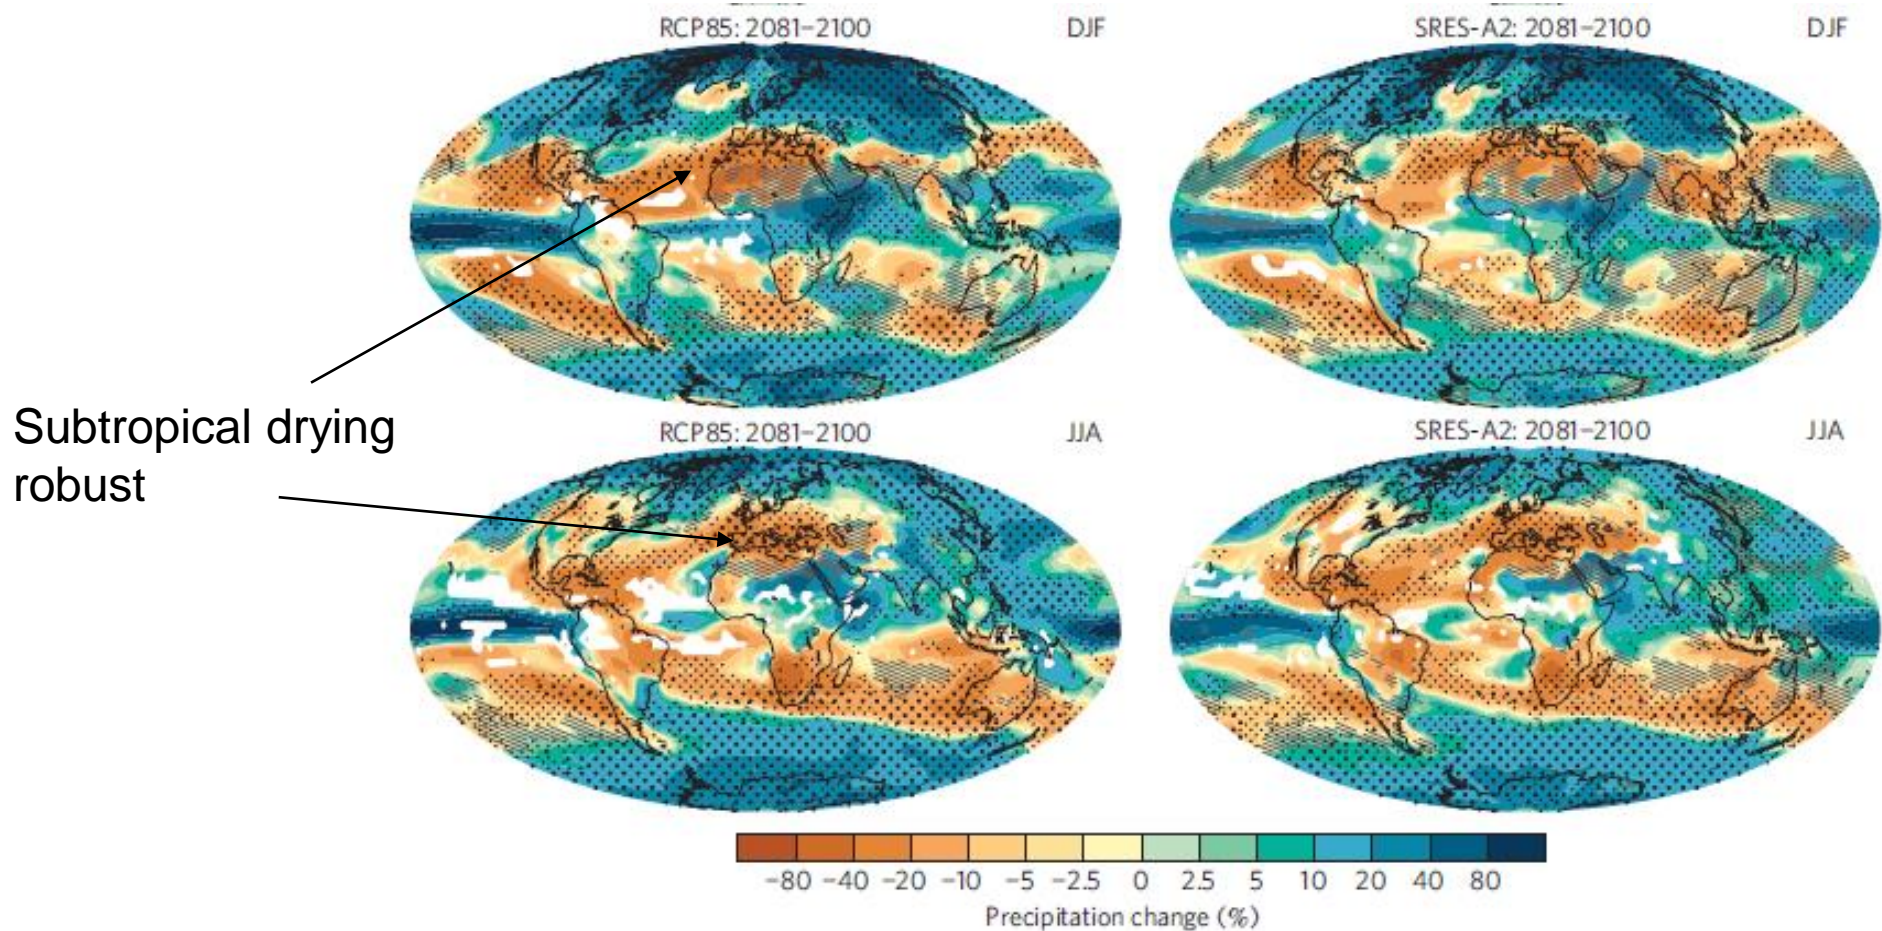 RCP85: 2081–2100 DJF SRES-A2: 2081–2100 DJF
Subtropical drying
robust
RCP85: 2081–2100 JJA SRES-A2: 2081–2100 JJA
−80 −40 −20 −10 −5 −2.5 0 2.5 5 10 20 40 80
Precipitation change (%)